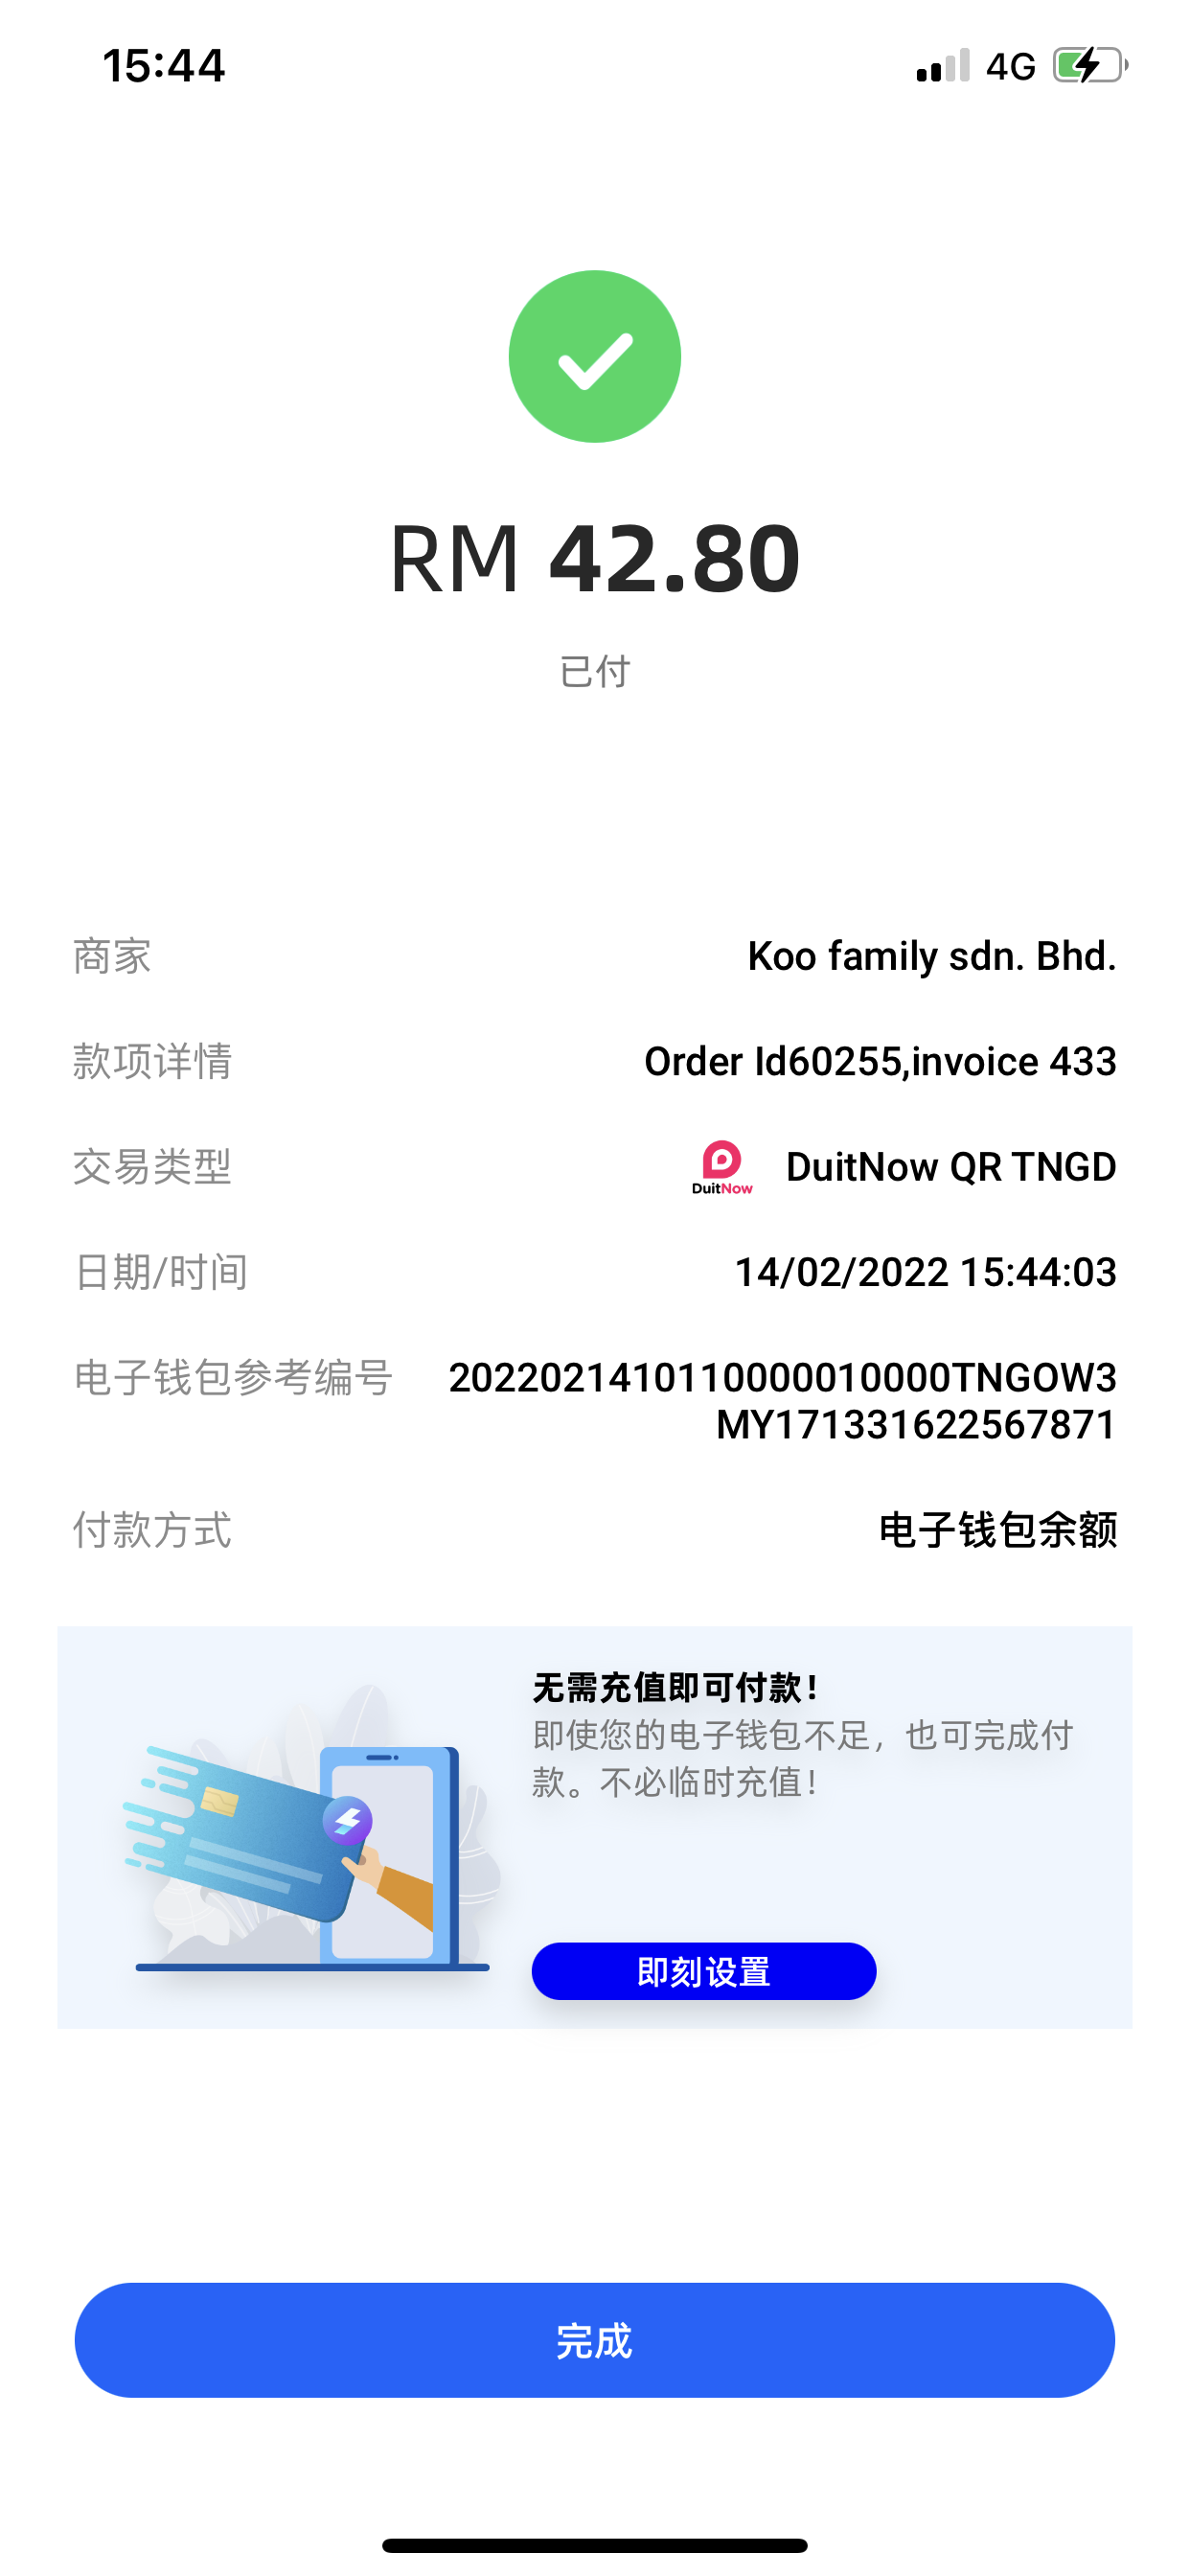 15:44
4G
RM 42.80
已付
商家
Koo family sdn. Bhd.
款项详情
Order Id60255,invoice 433
交易类型
DuitNow
DuitNow QR TNGD
日期/时间
14/02/2022 15:44:03
电子钱包参考编号
20220214101100000010000TNGOW3
MY171331622567871
付款方式
电子钱包余额
无需充值即可付款！
即使您的电子钱包不足，也可完成付
款。不必临时充值！
即刻设置
完成